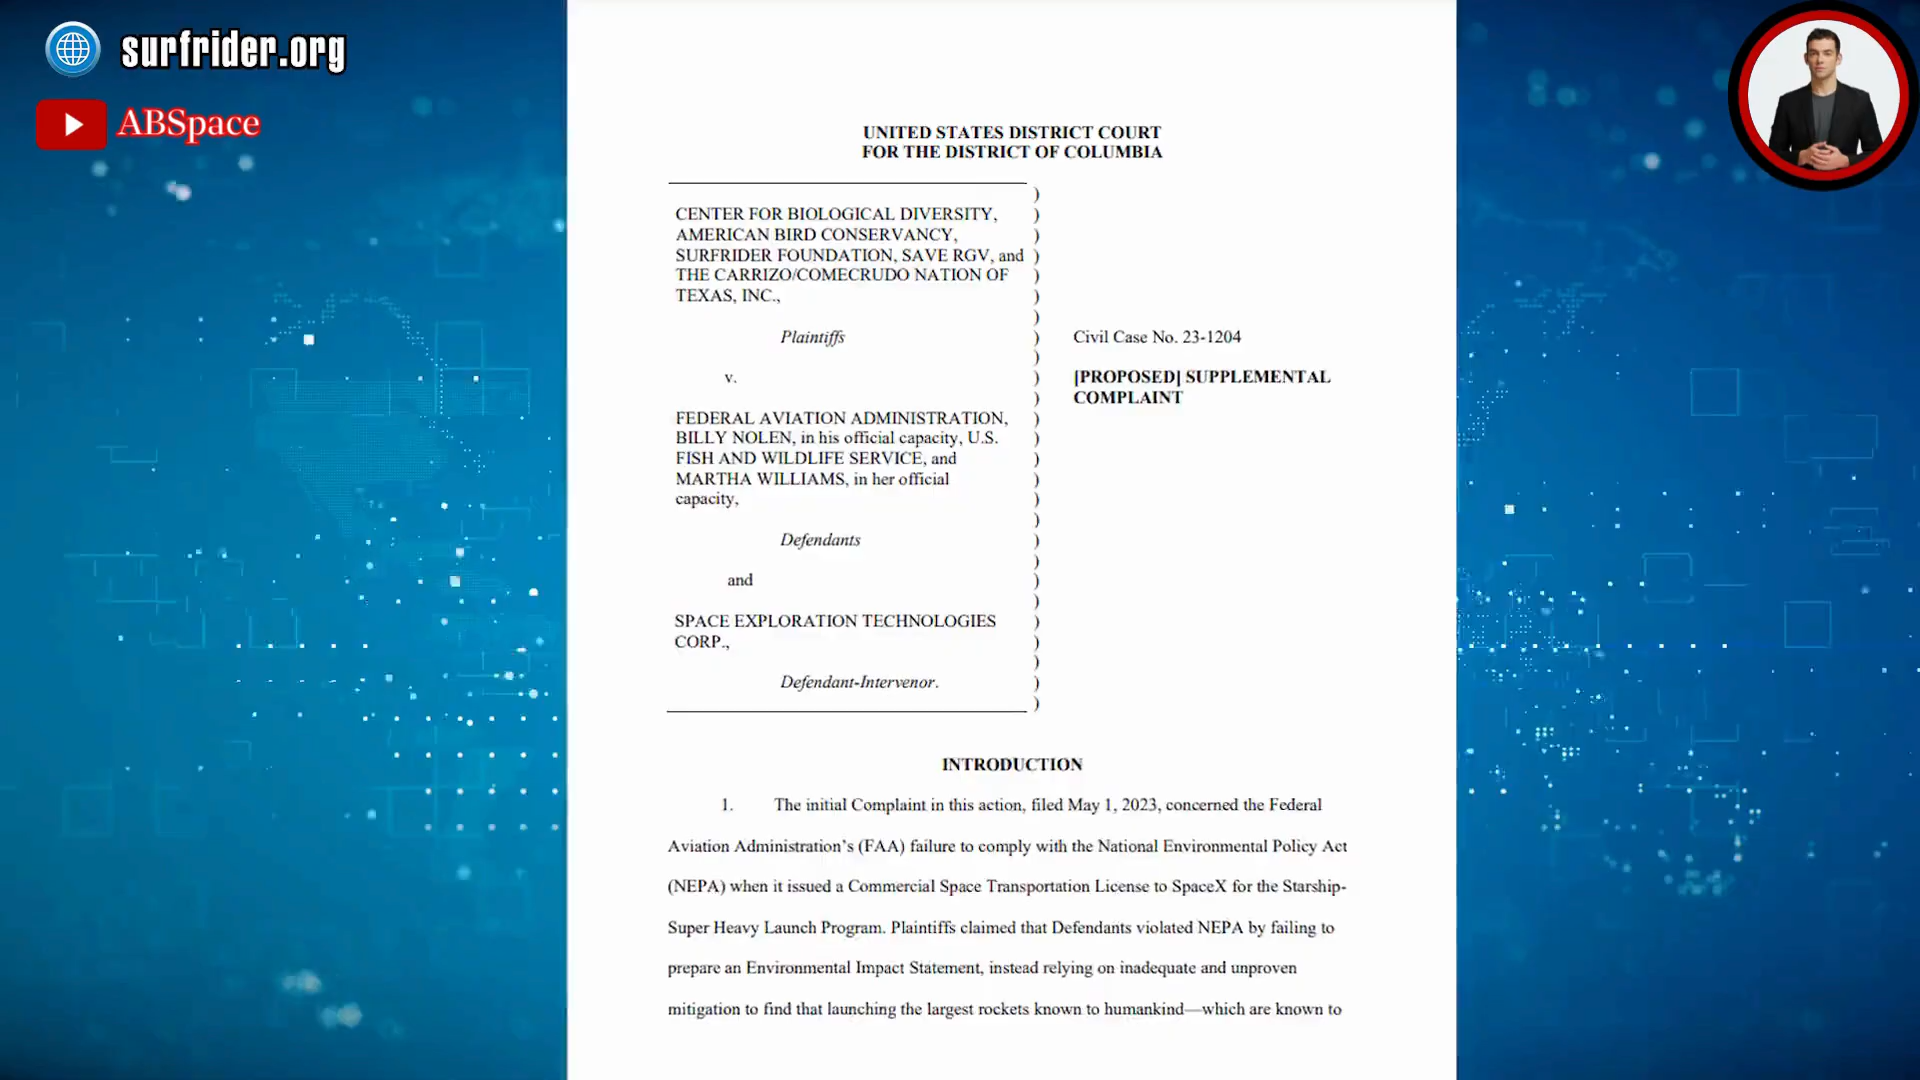 surfrider.org
ABSpace
UNITED STATES DISTRICT COURT
FOR THE DISTRICT OF COLUMBIA
CENTER FOR BIOLOGICAL DIVERSITY,
AMERICAN BIRD CONSERVANCY,
SURFRIDER FOUNDATION, SAVE RGV, and
THE CARRIZO/COMECRUDO NATION OF
TEXAS, INC.,
Plaintiffs
v.
FEDERAL AVIATION ADMINISTRATION,
BILLY NOLEN, in his official capacity, U.S.
FISH AND WILDLIFE SERVICE, and
MARTHA WILLIAMS, in her official
capacity,
Defendants
and
SPACE EXPLORATION TECHNOLOGIES
CORP.,
Defendant-Intervenor.
Civil Case No. 23-1204
[PROPOSED] SUPPLEMENTAL
COMPLAINT
INTRODUCTION
1. The initial Complaint in this action, filed May 1, 2023, concerned the Federal
Aviation Administration's (FAA) failure to comply with the National Environmental Policy Act
(NEPA) when it issued a Commercial Space Transportation License to SpaceX for the Starship-
Super Heavy Launch Program. Plaintiffs claimed that Defendants violated NEPA by failing to
prepare an Environmental Impact Statement, instead relying on inadequate and unproven
mitigation to find that launching the largest rockets known to humankind—which are known to